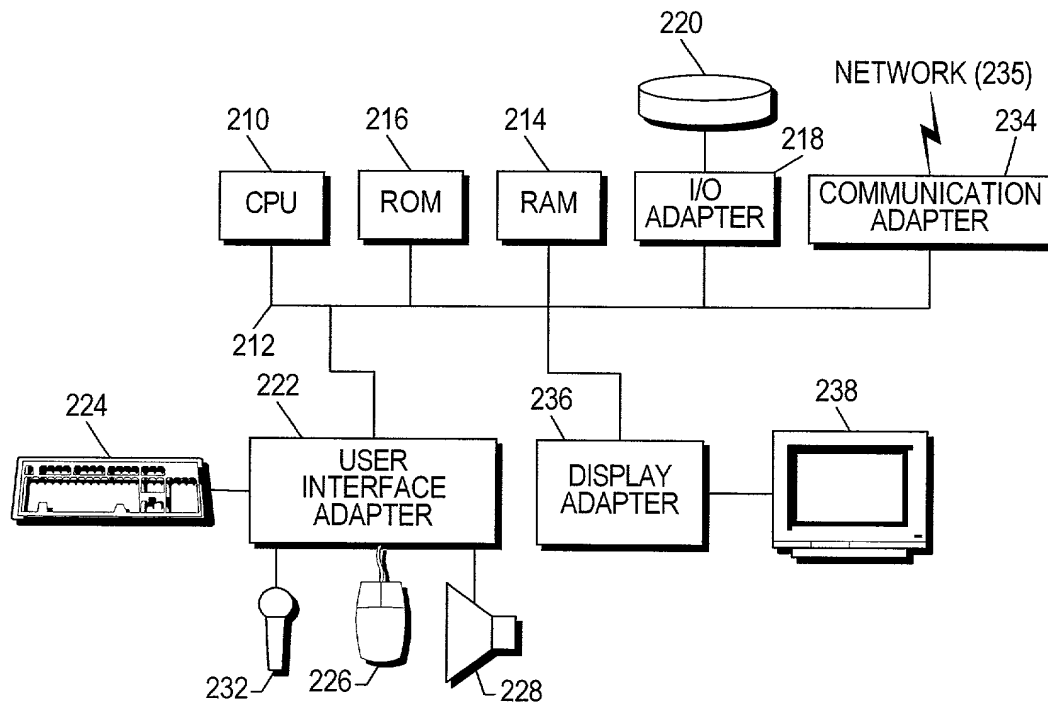 220
NETWORK (235)
210
216
214
218
234
CPU
ROM
RAM
I/O
ADAPTER
COMMUNICATION
ADAPTER
212
224
222
236
238
USER
INTERFACE
ADAPTER
DISPLAY
ADAPTER
232
226
228